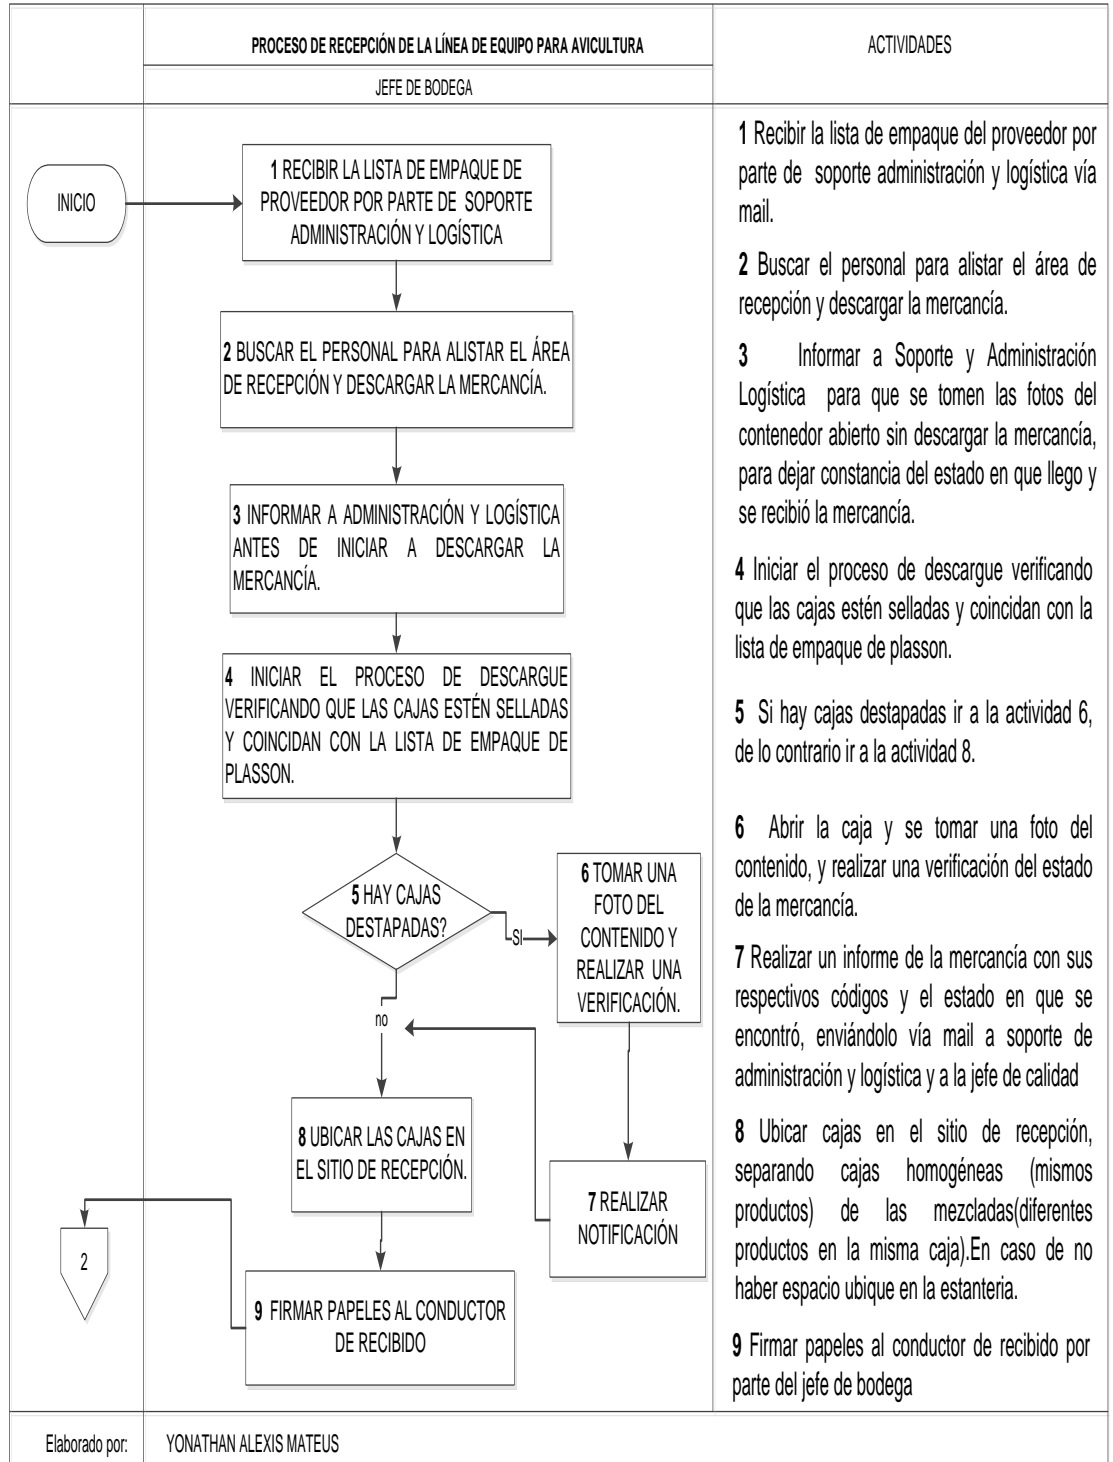 PROCESO DE RECEPCIÓN DE LA LÍNEA DE EQUIPO PARA AVICULTURA
JEFE DE BODEGA
ACTIVIDADES
INICIO
1 RECIBIR LA LISTA DE EMPAQUE DE
PROVEEDOR POR PARTE DE SOPORTE
ADMINISTRACIÓN Y LOGÍSTICA
2 BUSCAR EL PERSONAL PARA ALISTAR EL ÁREA
DE RECEPCIÓN Y DESCARGAR LA MERCANCÍA.
3 INFORMAR A ADMINISTRACIÓN Y LOGÍSTICA
ANTES DE INICIAR A DESCARGAR LA
MERCANCÍA.
4 INICIAR EL PROCESO DE DESCARGUE
VERIFICANDO QUE LAS CAJAS ESTÉN SELLADAS
Y COINCIDAN CON LA LISTA DE EMPAQUE DE
PLASSON.
5 HAY CAJAS
DESTAPADAS?
SI
6 TOMAR UNA
FOTO DEL
CONTENIDO Y
REALIZAR UNA
VERIFICACIÓN.
no
7 REALIZAR
NOTIFICACIÓN
8 UBICAR LAS CAJAS EN
EL SITIO DE RECEPCIÓN.
9 FIRMAR PAPELES AL CONDUCTOR
DE RECIBIDO
2
1 Recibir la lista de empaque del proveedor por
parte de soporte administración y logística vía
mail.
2 Buscar el personal para alistar el área de
recepción y descargar la mercancía.
3 Informar a Soporte y Administración
Logística para que se tomen las fotos del
contenedor abierto sin descargar la mercancía,
para dejar constancia del estado en que llego y
se recibió la mercancía.
4 Iniciar el proceso de descargue verificando
que las cajas estén selladas y coincidan con la
lista de empaque de plasson.
5 Si hay cajas destapadas ir a la actividad 6,
de lo contrario ir a la actividad 8.
6 Abrir la caja y se tomar una foto del
contenido, y realizar una verificación del estado
de la mercancía.
7 Realizar un informe de la mercancía con sus
respectivos códigos y el estado en que se
encontró, enviándolo vía mail a soporte de
administración y logística y a la jefe de calidad
8 Ubicar cajas en el sitio de recepción,
separando cajas homogéneas (mismos
productos) de las mezcladas(diferentes
productos en la misma caja).En caso de no
haber espacio ubique en la estanteria.
9 Firmar papeles al conductor de recibido por
parte del jefe de bodega
Elaborado por: YONATHAN ALEXIS MATEUS